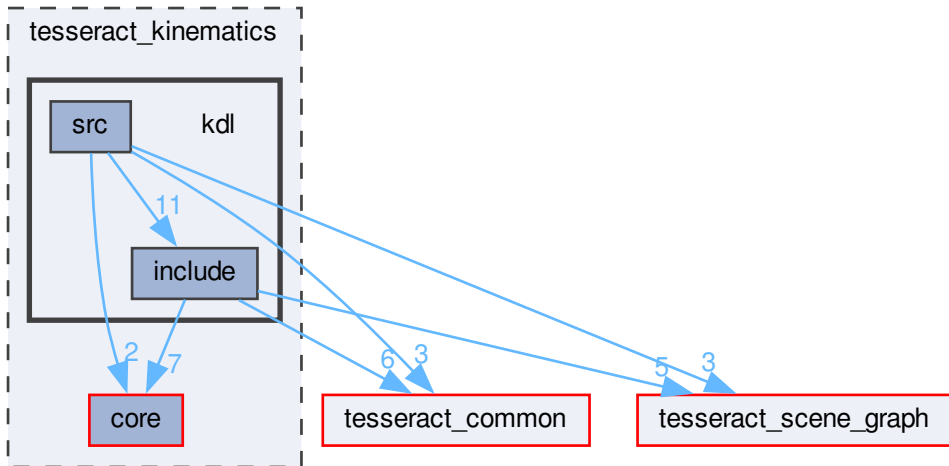 tesseract_kinematics
src
kdl
11
include
2
7
6
3
5
3
core
tesseract_common
tesseract_scene_graph